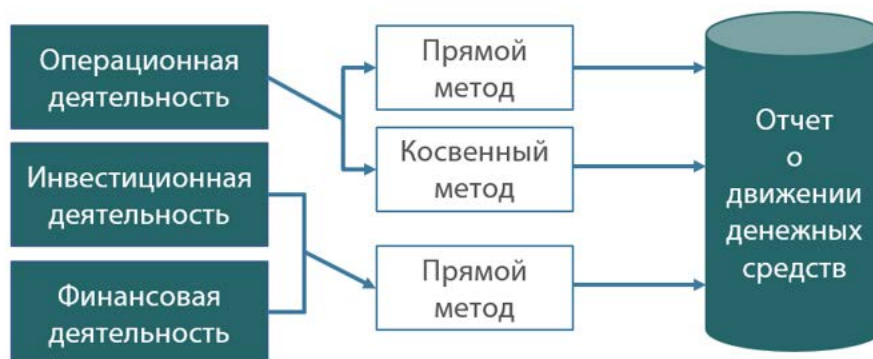 Операционная
деятельность
Инвестиционная
деятельность
Финансовая
деятельность
Прямой
метод
Косвенный
метод
Прямой
метод
Отчет
о
движении
денежных
средств